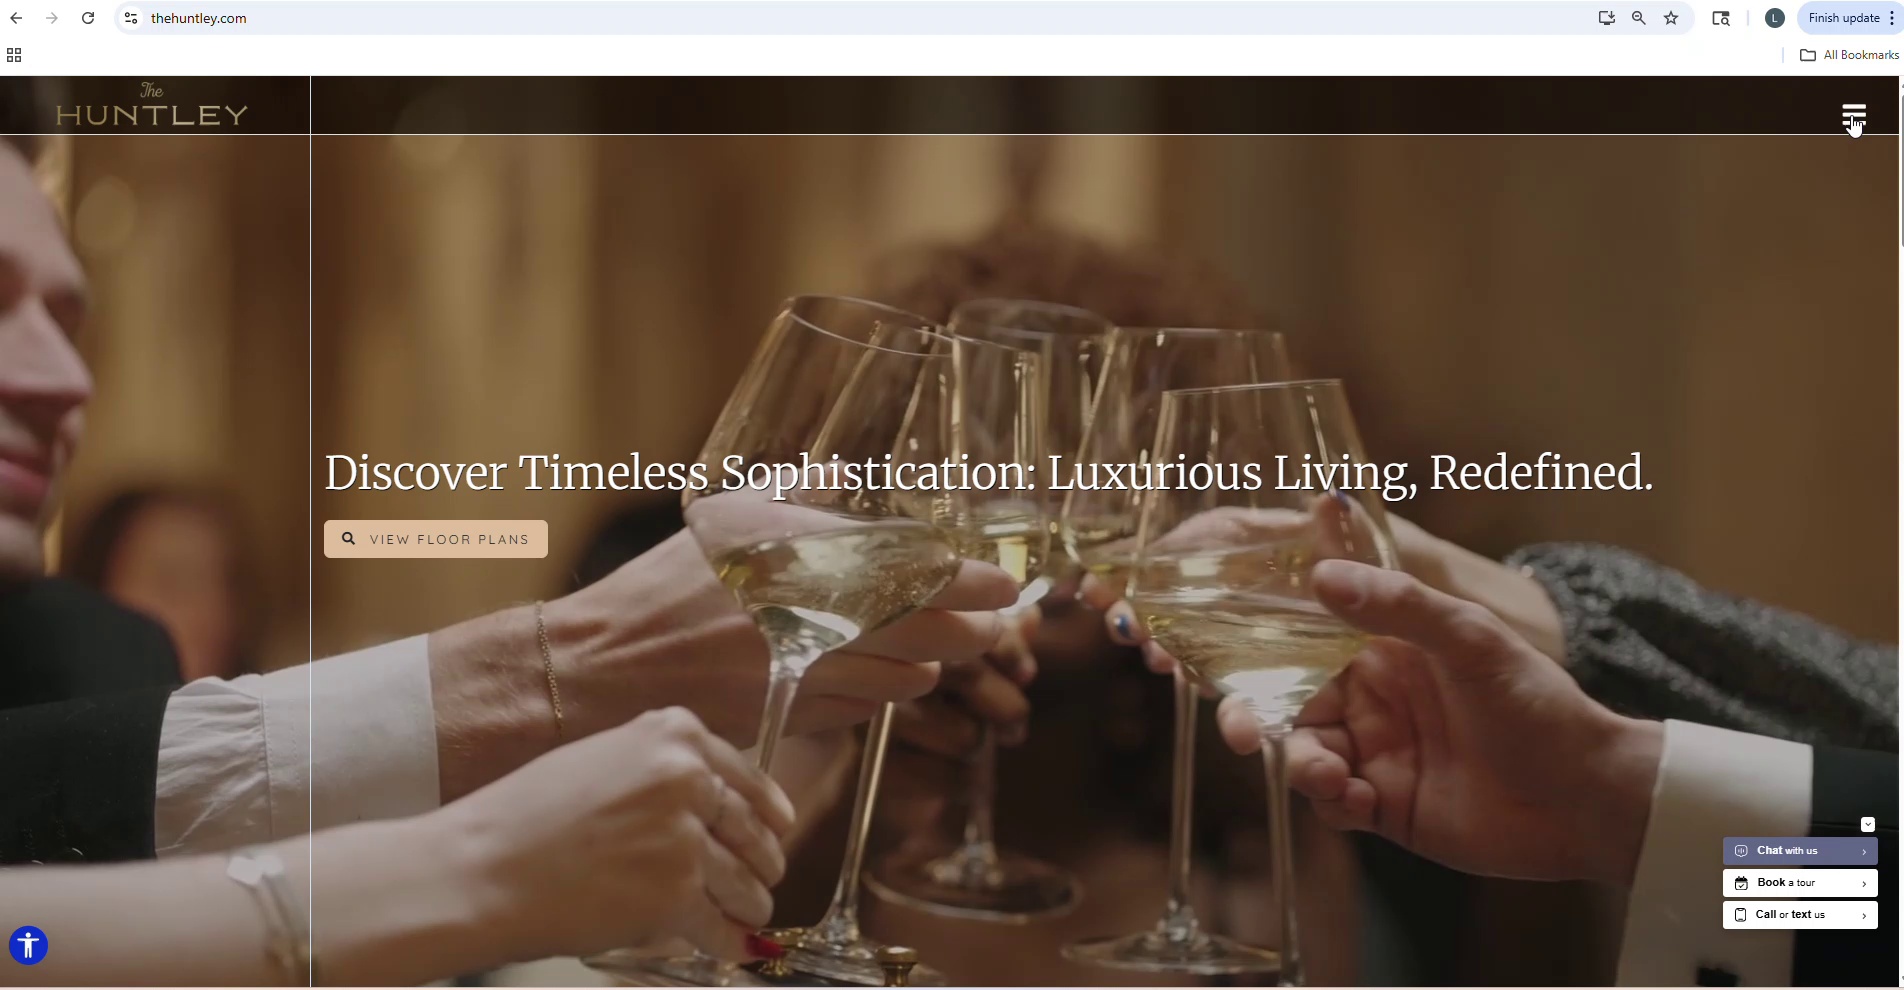 thehuntley.com
L
Finish update
All Bookmarks
The
HUNTLEY
Discover Timeless Sophistication: Luxurious Living, Redefined.
VIEW FLOOR PLANS
Chat with us
Book a tour
Call or text us